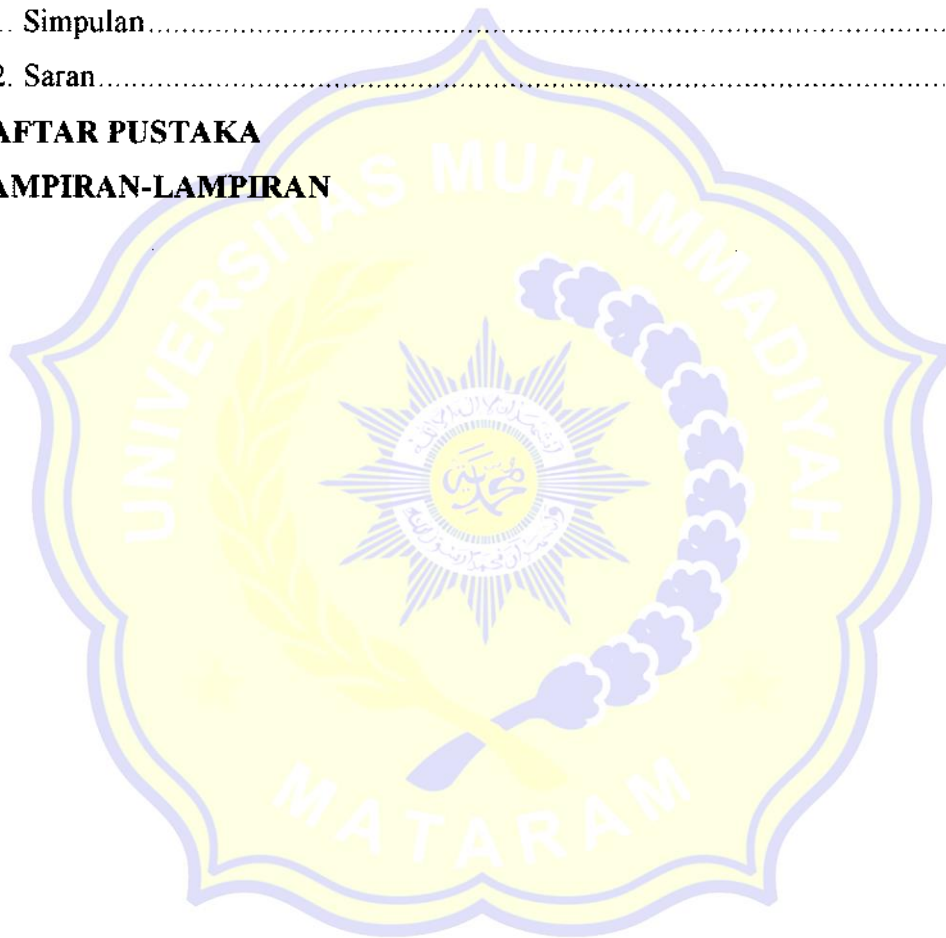 . Simpulan
2. Saran
AFTAR PUSTAKA
AMPIRAN-LAMPIRAN
UNIVERSITAS MUHAMMADIYAH
MATARAM